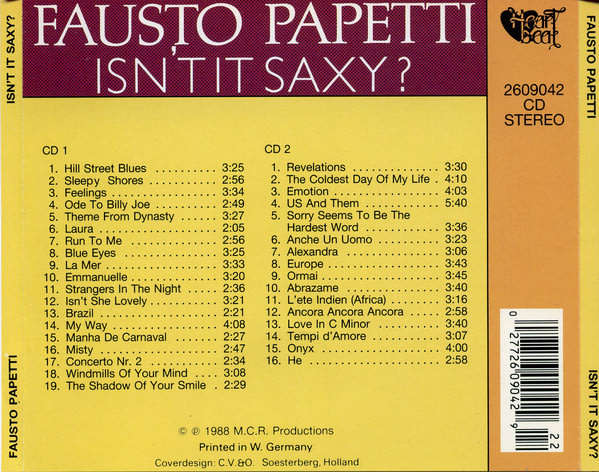 FAUSTO PAPETTI
ISN'T IT SAXY?
Heart
beat
2609042
CD
STEREO
CD 1
1. Hill Street Blues .......... 3:25
2. Sleepy Shores .......... 2:56
3. Feelings .......... 3:34
4. Ode To Billy Joe .......... 2:49
5. Theme From Dynasty .... 3:27
6. Laura .......... 2:05
7. Run To Me .......... 2:56
8. Blue Eyes .......... 3:25
9. La Mer .......... 3:33
10. Emmanuelle .......... 3:20
11. Strangers In The Night .... 2:36
12. Isn't She Lovely .......... 3:21
13. Brazil .......... 2:21
14. My Way .......... 4:08
15. Manha De Carnaval ...... 2:27
16. Misty .......... 2:47
17. Concerto Nr. 2 .......... 2:34
18. Windmills Of Your Mind ... 3:08
19. The Shadow Of Your Smile . 2:29
CD 2
1. Revelations .......... 3:30
2. The Coldest Day Of My Life . 4:10
3. Emotion .......... 4:03
4. US And Them .......... 5:40
5. Sorry Seems To Be The
Hardest Word .......... 3:36
6. Anche Un Uomo .......... 3:23
7. Alexandra .......... 3:06
8. Europe .......... 3:43
9. Ormai .......... 3:45
10. Abrazame .......... 3:40
11. L'ete Indien (Africa) ...... 3:16
12. Ancora Ancora Ancora .... 2:58
13. Love In C Minor .......... 3:40
14. Tempi d'Amore .......... 3:07
15. Onyx .......... 4:00
16. He .......... 2:58
© ℗ 1988 M.C.R. Productions
Printed in W. Germany
Coverdesign: C.V.&O. Soesterberg, Holland
0 27726 09042 9
22
FAUSTO PAPETTI
ISN'T IT SAXY?
FAUSTO PAPETTI
ISN'T IT SAXY?